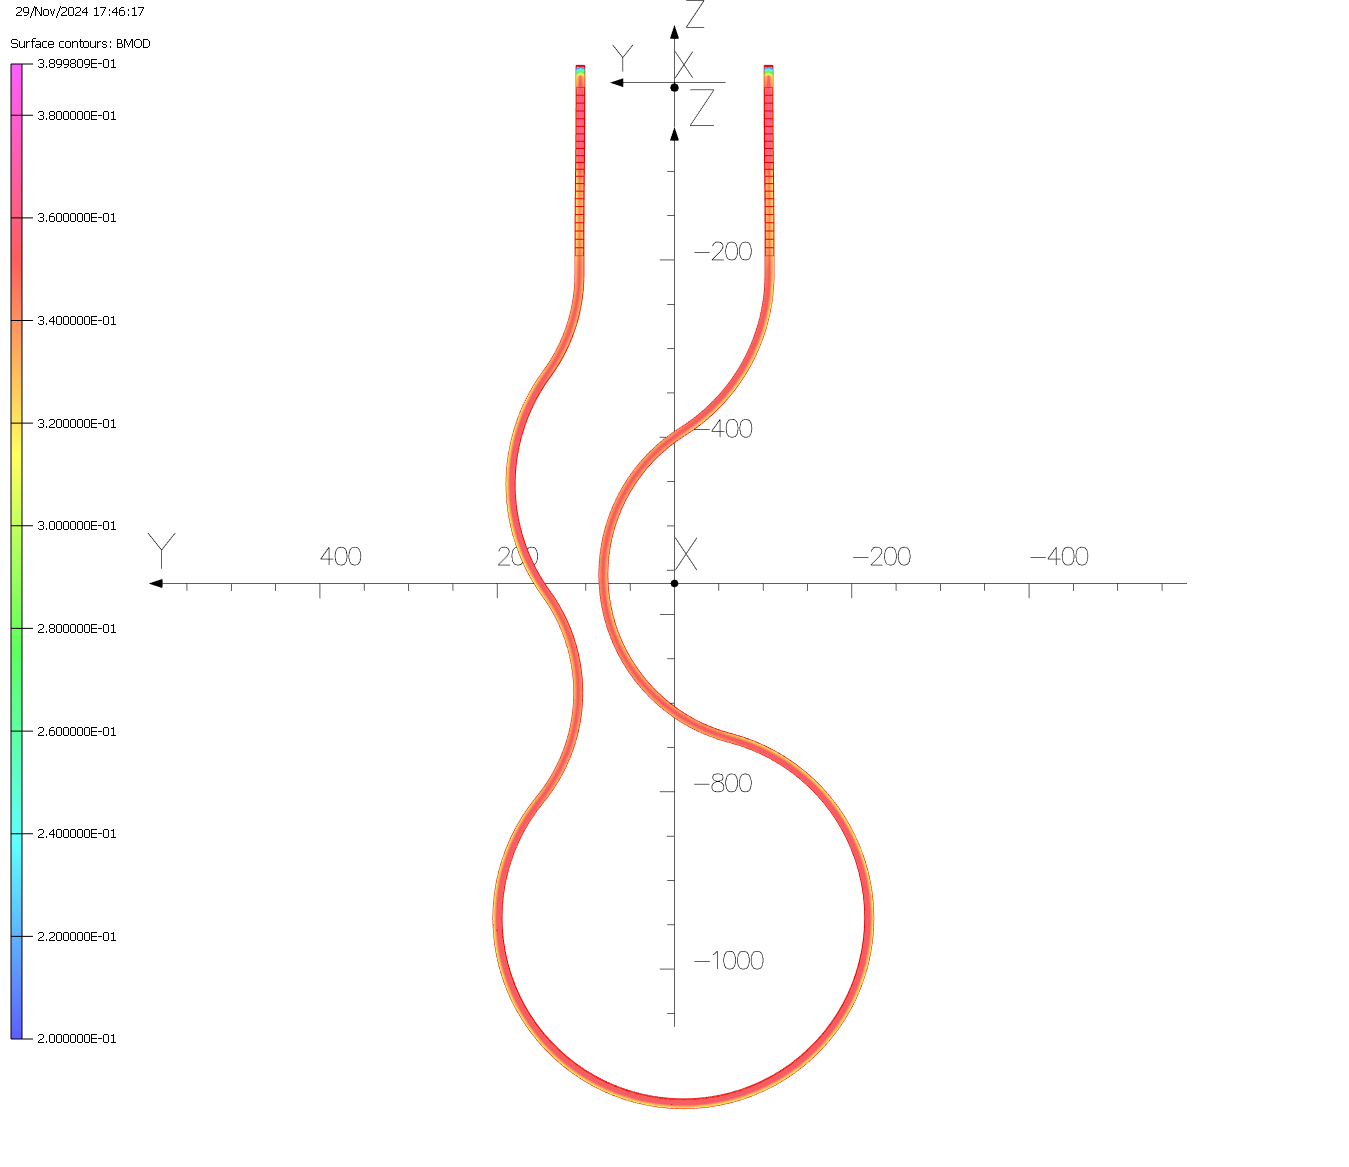 29/Nov/2024 17:46:17
Surface contours: BMOD
3.899809E-01
3.800000E-01
3.600000E-01
3.400000E-01
3.200000E-01
3.000000E-01
2.800000E-01
2.600000E-01
2.400000E-01
2.200000E-01
2.000000E-01
Z
Y
X
Z
-200
-400
Y
400
200
X
-200
-400
-800
-1000